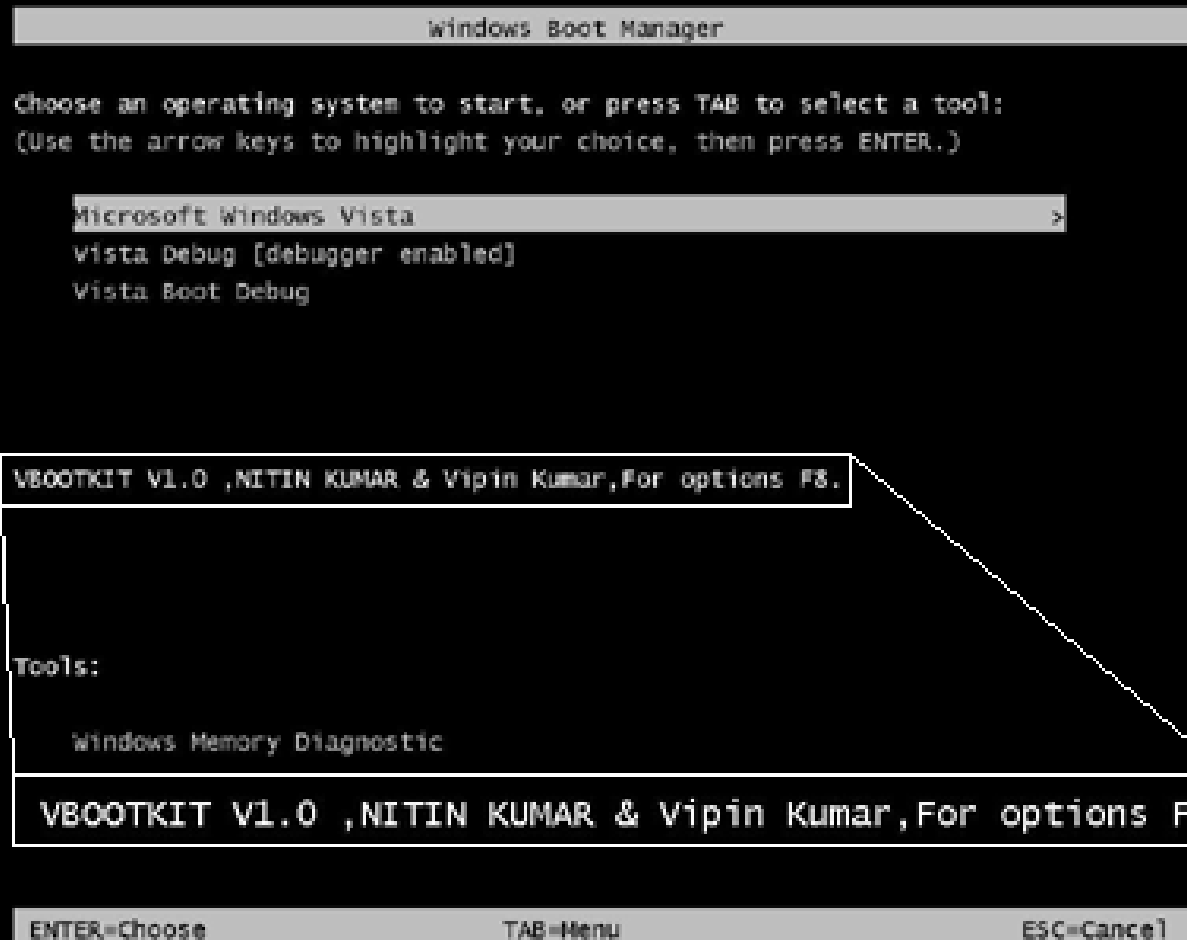 Windows Boot Manager
Choose an operating system to start, or press TAB to select a tool:
(Use the arrow keys to highlight your choice, then press ENTER.)
Microsoft Windows Vista >
Vista Debug [debugger enabled]
Vista Boot Debug
VBOOTKIT V1.0 ,NITIN KUMAR & Vipin Kumar,For options F8.
Tools:
Windows Memory Diagnostic
VBOOTKIT V1.0 ,NITIN KUMAR & Vipin Kumar,For options F
ENTER=Choose TAB=Menu ESC=Cancel